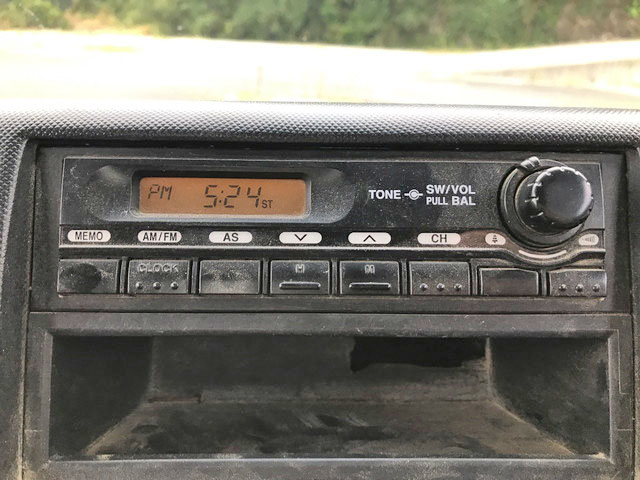 PM 5:24 ST
TONE SW/VOL
PULL BAL
MEMO AM/FM AS CH
CLOCK H M